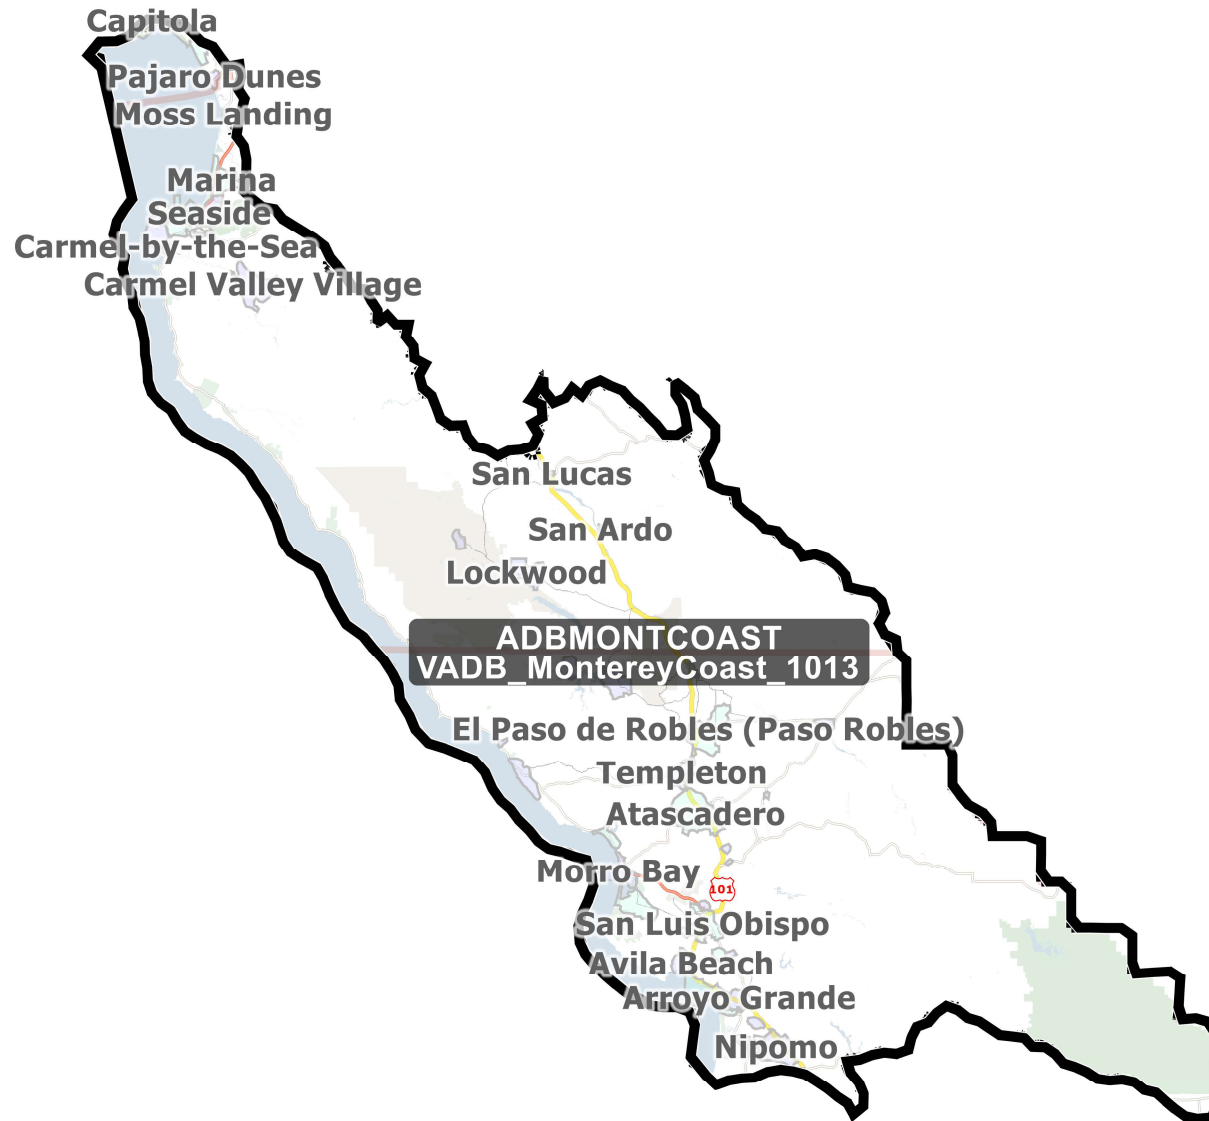 Capitola
Pajaro Dunes
Moss Landing
Marina
Seaside
Carmel-by-the-Sea
Carmel Valley Village
San Lucas
San Ardo
Lockwood
ADBMONTCOAST
VADB_MontereyCoast_1013
El Paso de Robles (Paso Robles)
Templeton
Atascadero
Morro Bay
101
San Luis Obispo
Avila Beach
Arroyo Grande
Nipomo